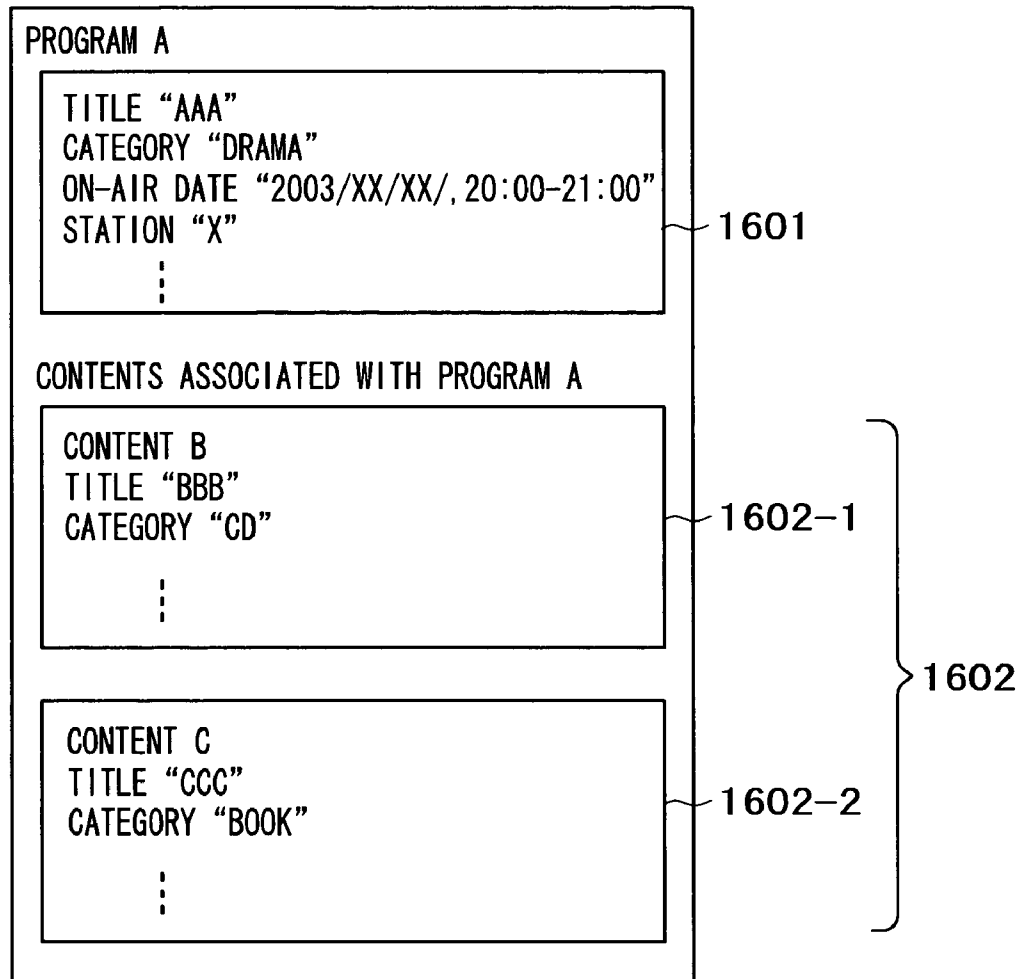 PROGRAM A
TITLE “AAA”
CATEGORY “DRAMA”
ON-AIR DATE “2003/XX/XX/, 20:00-21:00”
STATION “X”
1601
CONTENTS ASSOCIATED WITH PROGRAM A
CONTENT B
TITLE “BBB”
CATEGORY “CD”
1602-1
1602
CONTENT C
TITLE “CCC”
CATEGORY “BOOK”
1602-2